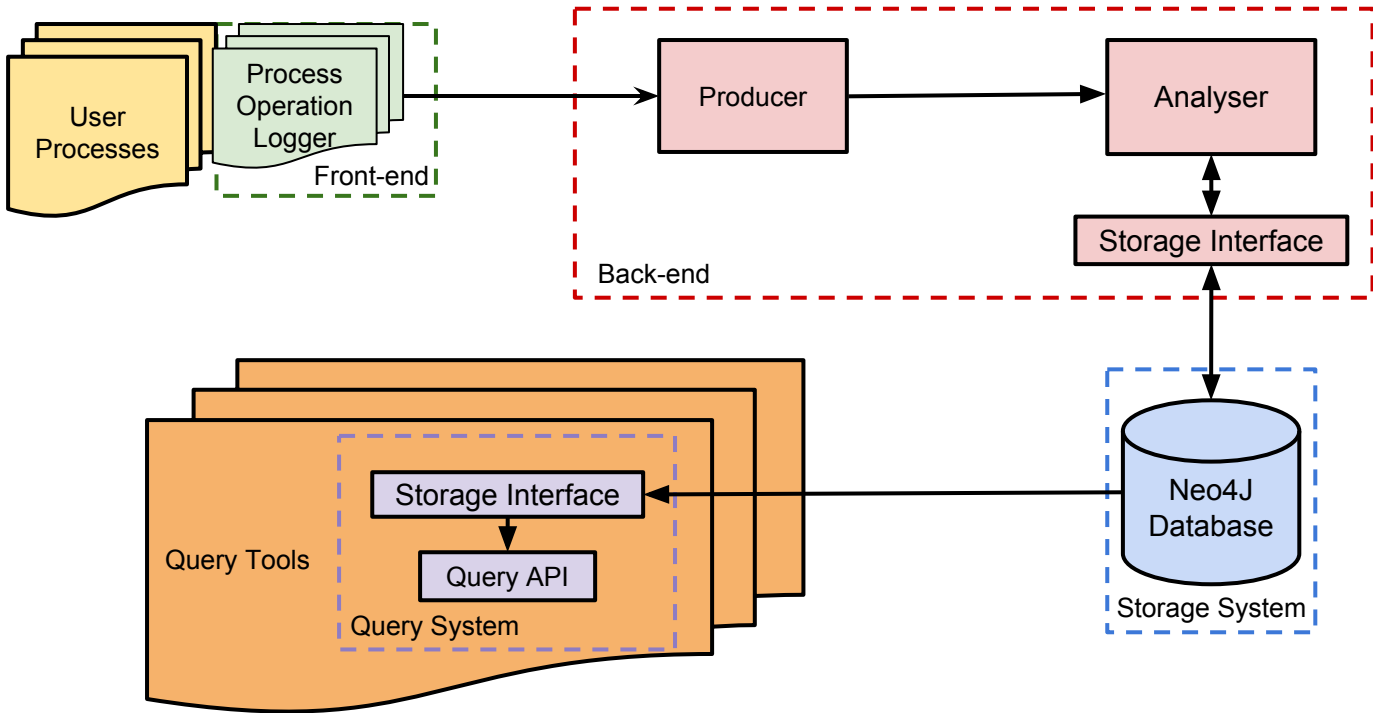 User
Processes
Process
Operation
Logger
Front-end
Producer
Analyser
Storage Interface
Back-end
Query Tools
Storage Interface
Query API
Query System
Neo4J
Database
Storage System